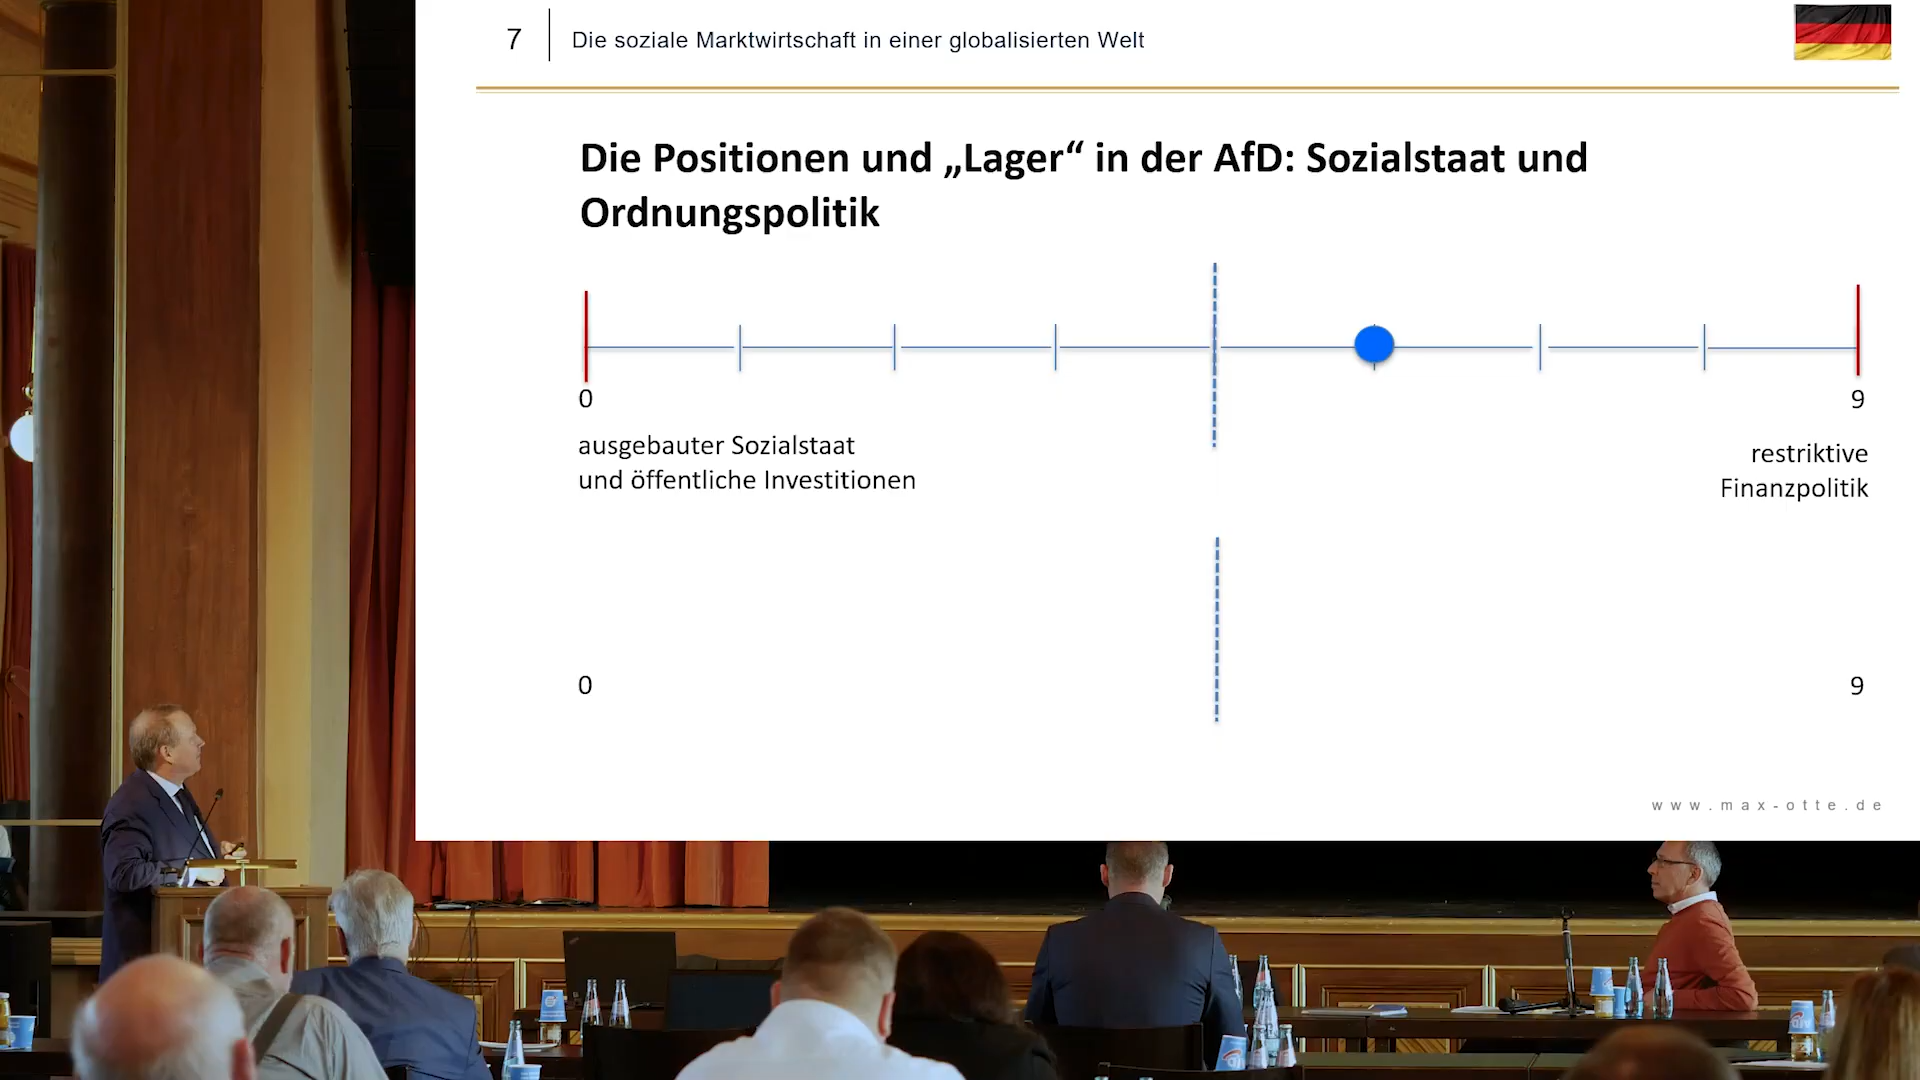 7
Die soziale Marktwirtschaft in einer globalisierten Welt
Die Positionen und „Lager“ in der AfD: Sozialstaat und
Ordnungspolitik
0
9
ausgebauter Sozialstaat
und öffentliche Investitionen
restriktive
Finanzpolitik
0
9
www.max-otte.de